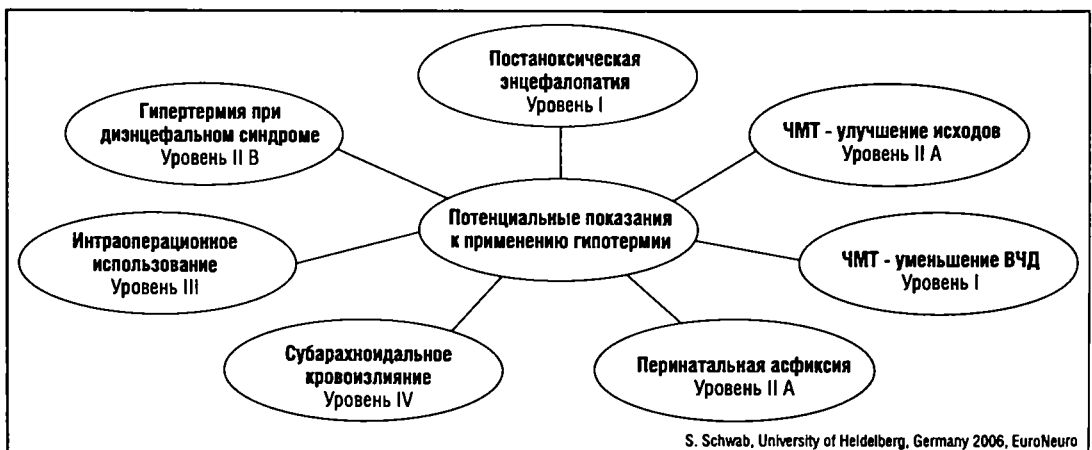 Постаноксическая
энцефалопатия
Уровень I
Гипертермия при
диэнцефальном синдроме
Уровень II B
ЧМТ - улучшение исходов
Уровень II A
Потенциальные показания
к применению гипотермии
Интраоперационное
использование
Уровень III
ЧМТ - уменьшение ВЧД
Уровень I
Субарахноидальное
кровоизлияние
Уровень IV
Перинатальная асфиксия
Уровень II A
S. Schwab, University of Heldelberg, Germany 2006, EuroNeuro